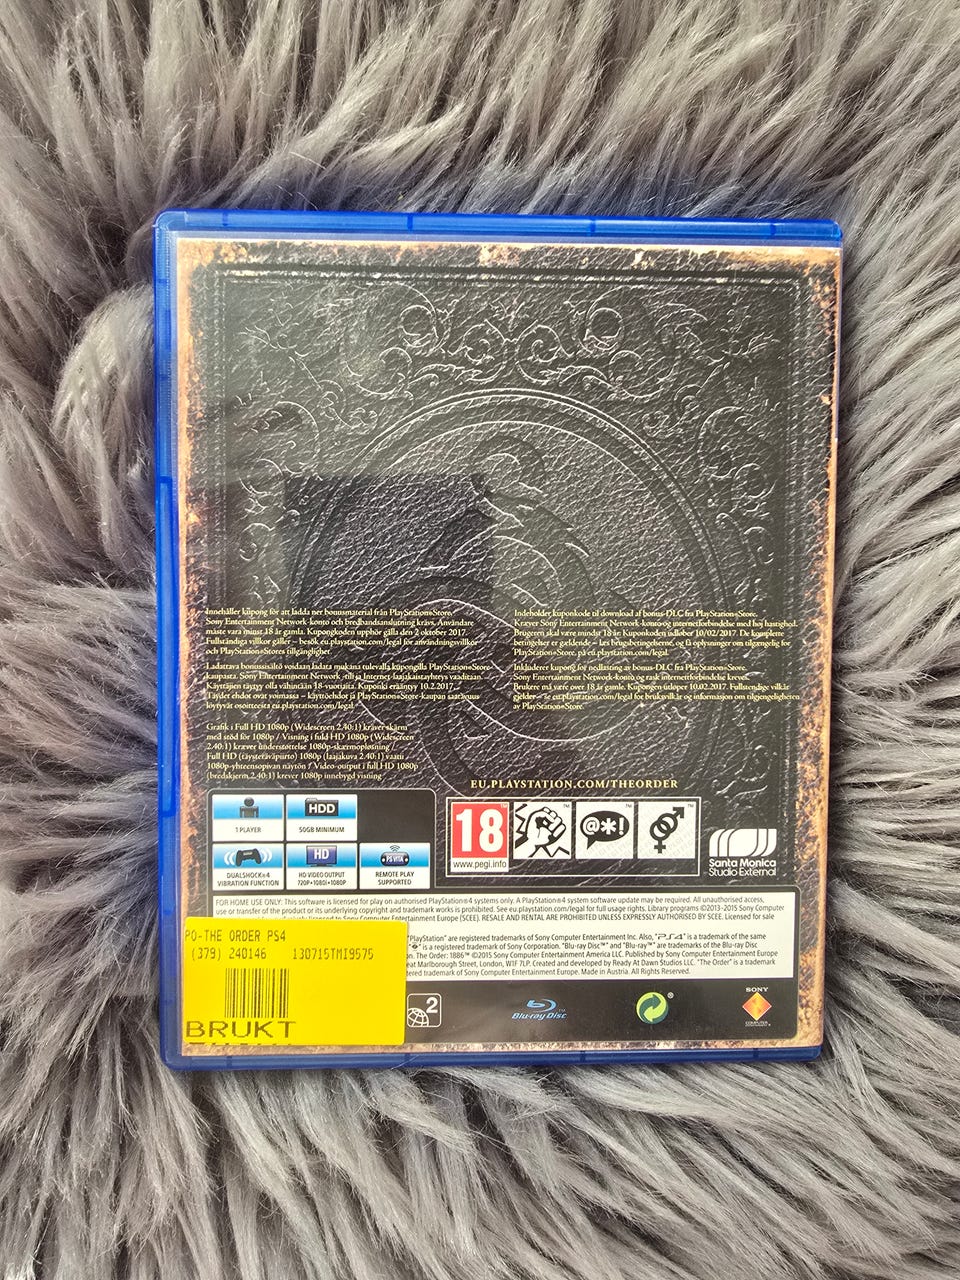 Innehåller kupong för att ladda ner bonusmaterial från PlayStation®Store.
Sony Entertainment Network-konto och bredbandsanslutning krävs. Användare
måste vara minst 18 år gamla. Kupongkoden upphör gälla den 2 oktober 2017.
Fullständiga villkor gäller – besök eu.playstation.com/legal för användningsvillkor
och PlayStation®Stores tillgänglighet.
Ladattava bonussisältö voidaan ladata mukana tulevalla kupongilla PlayStation®Store
-kaupasta. Sony Entertainment Network -tili ja Internet-laajakaistayhteys vaaditaan.
Käyttäjien täytyy olla vähintään 18-vuotiaita. Kuponki erääntyy 10.2.2017.
Täydet ehdot ovat voimassa – käyttöehdot ja PlayStation®Store-kaupan saatavuus
löytyvät osoitteista eu.playstation.com/legal.
Indeholder kuponkode til download af bonus-DLC fra PlayStation®Store.
Kræver Sony Entertainment Network-konto og internetforbindelse med høj hastighed.
Brugeren skal være mindst 18 år. Kuponkoden udløber 10/02/2017. De komplette
betingelser er gældende – læs brugsbetingelserne, og få oplysninger om tilgængelig for
PlayStation®Store, på eu.playstation.com/legal.
Inkluderer kupong for nedlasting av bonus-DLC fra PlayStation®Store.
Sony Entertainment Network-konto og rask internetforbindelse krevet.
Brukere må være over 18 år gamle. Kupongen utløper 10.02.2017. Fullstendige vilkår
gjelder – se eu.playstation.com/legal for bruksvilkår og informasjon om tilgjengeligheten
av PlayStation®Store.
Grafik i Full HD 1080p (Widescreen 2.40:1) kräver skärm
med stöd för 1080p / Visning i fuld HD 1080p (Widescreen
2.40:1) kræver understøttelse 1080p-skærmopløsning /
Full HD (täysteräväpiirto) 1080p (laajakuva 2.40:1) vaatii
1080p-yhteensopivan näytön / Video-output i full HD 1080p
(bredskjerm 2.40:1) krever 1080p innebygd visning
EU.PLAYSTATION.COM/THEORDER
1 PLAYER
HDD
50GB MINIMUM
DUALSHOCK®4
VIBRATION FUNCTION
HD
HD VIDEO OUTPUT
720P•1080i•1080P
PS VITA
REMOTE PLAY
SUPPORTED
18
www.pegi.info
@*!
Santa Monica
Studio External
FOR HOME USE ONLY: This software is licensed for play on authorised PlayStation®4 systems only. A PlayStation®4 system software update may be required. All unauthorised access,
use or transfer of the product or its underlying copyright and trademark works is prohibited. See eu.playstation.com/legal for full usage rights. Library programs ©2013-2015 Sony Computer
Sony Computer Entertainment Europe (SCEE). RESALE AND RENTAL ARE PROHIBITED UNLESS EXPRESSLY AUTHORISED BY SCEE. Licensed for sale
"PlayStation" are registered trademarks of Sony Computer Entertainment Inc. Also, "PS4" is a trademark of the same
is a registered trademark of Sony Corporation. "Blu-ray Disc™" and "Blu-ray™" are trademarks of the Blu-ray Disc
The Order: 1886™ ©2015 Sony Computer Entertainment America LLC. Published by Sony Computer Entertainment Europe
Marlborough Street, London, W1F 7LP. Created and developed by Ready At Dawn Studios LLC. "The Order" is a trademark
trademark of Sony Computer Entertainment Europe. Made in Austria. All Rights Reserved.
PO-THE ORDER PS4
(379) 240146 130715TMI9575
BRUKT
2
Blu-ray Disc
SONY
COMPUTER
ENTERTAINMENT